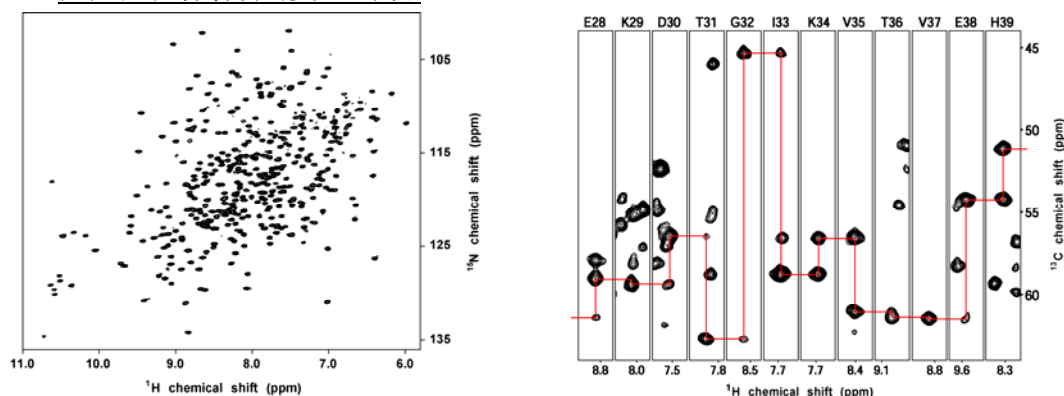 E28 K29 D30 T31 G32 I33 K34 V35 T36 V37 E38 H39
105
115
125
135
¹⁵N chemical shift (ppm)
11.0 10.0 9.0 8.0 7.0 6.0
¹H chemical shift (ppm)
45
50
55
60
¹³C chemical shift (ppm)
8.8 8.0 7.5 7.8 8.5 7.7 7.7 8.4 9.1 8.8 9.6 8.3
¹H chemical shift (ppm)